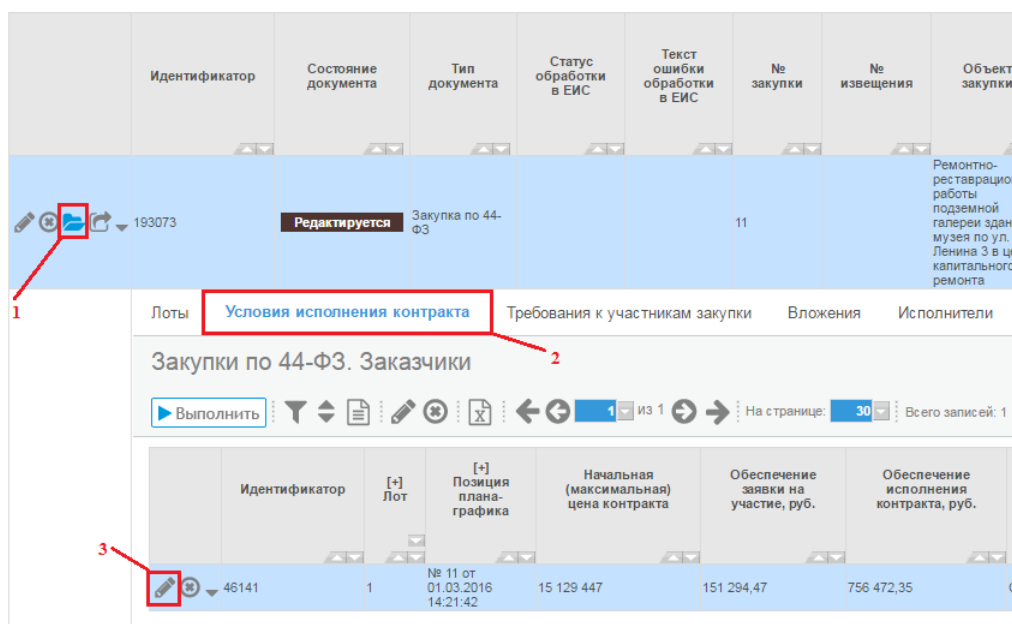 Идентификатор
Состояние
документа
Тип
документа
Статус
обработки
в ЕИС
Текст
ошибки
обработки
в ЕИС
№
закупки
№
извещения
Объект
закупки
193073
Редактируется
Закупка по 44-
ФЗ
11
Ремонтно-
реставрацион
работы
подземной
галереи здан
музея по ул.
Ленина 3 в це
капитального
ремонта
1
Лоты Условия исполнения контракта Требования к участникам закупки Вложения Исполнители
2
Закупки по 44-ФЗ. Заказчики
Выполнить 1 из 1 На странице: 30 Всего записей: 1
Идентификатор
[+]
Лот
[+]
Позиция
плана-
графика
Начальная
(максимальная)
цена контракта
Обеспечение
заявки на
участие, руб.
Обеспечение
исполнения
контракта, руб.
3
46141
1
№ 11 от
01.03.2016
14:21:42
15 129 447
151 294,47
756 472,35